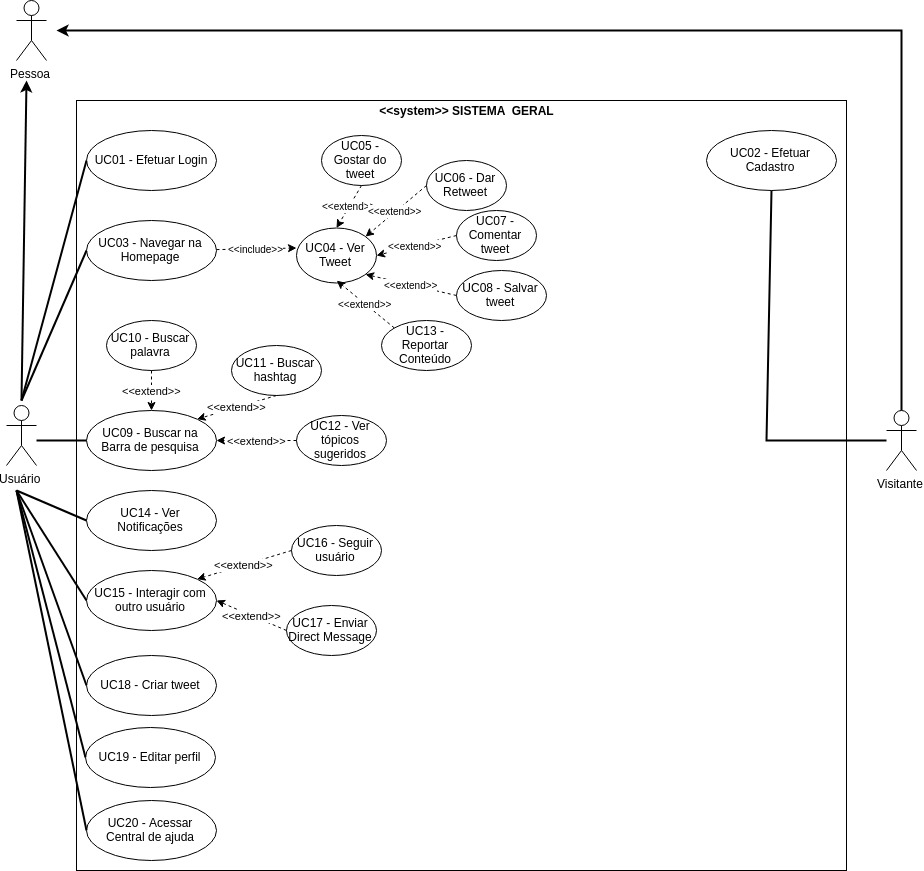 Pessoa
<<system>> SISTEMA GERAL
UC01 - Efetuar Login
UC05 -
Gostar do
tweet
UC02 - Efetuar
Cadastro
UC06 - Dar
Retweet
<<extend>>
<<extend>>
UC07 -
Comentar
tweet
UC03 - Navegar na
Homepage
<<include>>
UC04 - Ver
Tweet
<<extend>>
<<extend>>
UC08 - Salvar
tweet
<<extend>>
UC13 -
Reportar
Conteúdo
UC10 - Buscar
palavra
UC11 - Buscar
hashtag
<<extend>>
<<extend>>
UC09 - Buscar na
Barra de pesquisa
<<extend>>
UC12 - Ver
tópicos
sugeridos
Usuário
Visitante
UC14 - Ver
Notificações
UC16 - Seguir
usuário
<<extend>>
UC15 - Interagir com
outro usuário
<<extend>>
UC17 - Enviar
Direct Message
UC18 - Criar tweet
UC19 - Editar perfil
UC20 - Acessar
Central de ajuda